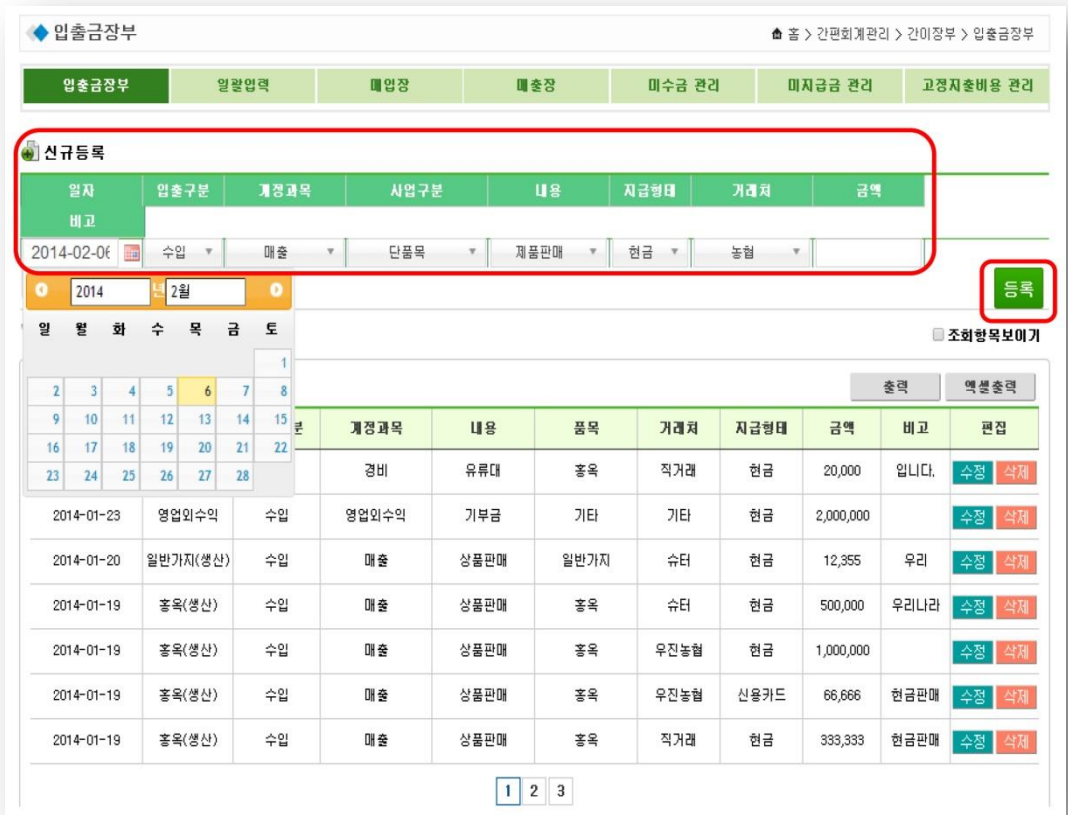 입출금장부
홈 > 간편회계관리 > 간이장부 > 입출금장부
입출금장부 일괄입력 매입장 매출장 미수금 관리 미지급금 관리 고정지출비용 관리
신규등록
일자 입출구분 계정과목 사업구분 내용 지급형태 거래처 금액
비고
2014-02-06 수입 매출 단품목 제품판매 현금 농협
2014 년 2월
등록
일 월 화 수 목 금 토
조회항목보이기
1
2 3 4 5 6 7 8
출력 엑셀출력
9 10 11 12 13 14 15
분 계정과목 내용 품목 거래처 지급형태 금액 비고 편집
16 17 18 19 20 21 22
23 24 25 26 27 28
경비 유류대 홍옥 직거래 현금 20,000 입니다. 수정 삭제
2014-01-23 영업외수익 수입 영업외수익 기부금 기타 기타 현금 2,000,000 수정 삭제
2014-01-20 일반가지(생산) 수입 매출 상품판매 일반가지 슈터 현금 12,355 우리 수정 삭제
2014-01-19 홍옥(생산) 수입 매출 상품판매 홍옥 슈터 현금 500,000 우리나라 수정 삭제
2014-01-19 홍옥(생산) 수입 매출 상품판매 홍옥 우진농협 현금 1,000,000 수정 삭제
2014-01-19 홍옥(생산) 수입 매출 상품판매 홍옥 우진농협 신용카드 66,666 현금판매 수정 삭제
2014-01-19 홍옥(생산) 수입 매출 상품판매 홍옥 직거래 현금 333,333 현금판매 수정 삭제
1 2 3